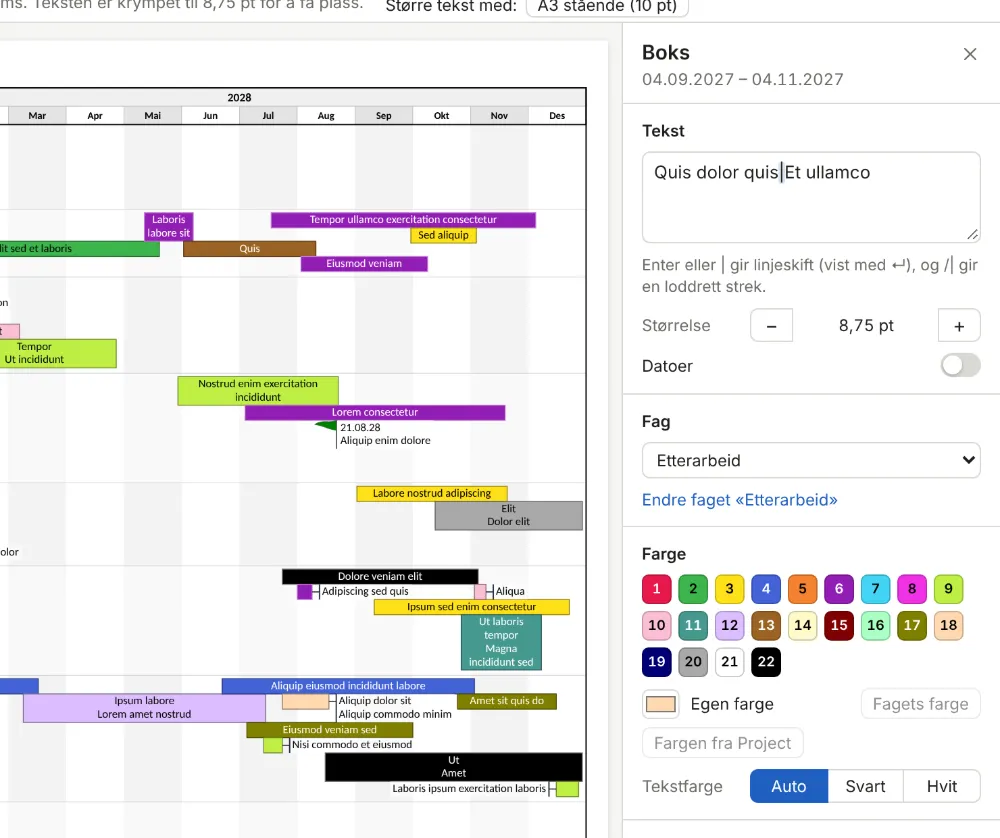 ms. Teksten er krympet til 8,75 pt for å få plass.
Større tekst med:
A3 stående (10 pt)
2028
Mar Apr Mai Jun Jul Aug Sep Okt Nov Des
Laboris
labore sit
Tempor ullamco exercitation consectetur
Sed aliquip
lit sed et laboris
Quis
Eiusmod veniam
on
t
Tempor
Ut incididunt
Nostrud enim exercitation
incididunt
Lorem consectetur
21.08.28
Aliquip enim dolore
Labore nostrud adipiscing
Elit
Dolor elit
olor
Dolore veniam elit
Adipiscing sed quis
Aliqua
Ipsum sed enim consectetur
Ut laboris
tempor
Magna
incididunt sed
Aliquip eiusmod incididunt labore
Ipsum labore
Lorem amet nostrud
Aliquip dolor sit
Aliquip commodo minim
Amet sit quis do
Eiusmod veniam sed
Nisi commodo et eiusmod
Ut
Amet
Laboris ipsum exercitation laboris
Boks
04.09.2027 – 04.11.2027
Tekst
Quis dolor quis|Et ullamco
Enter eller | gir linjeskift (vist med ↵), og /| gir
en loddrett strek.
Størrelse
–
8,75 pt
+
Datoer
Fag
Etterarbeid
Endre faget «Etterarbeid»
Farge
1 2 3 4 5 6 7 8 9
10 11 12 13 14 15 16 17 18
19 20 21 22
Egen farge
Fagets farge
Fargen fra Project
Tekstfarge
Auto
Svart
Hvit